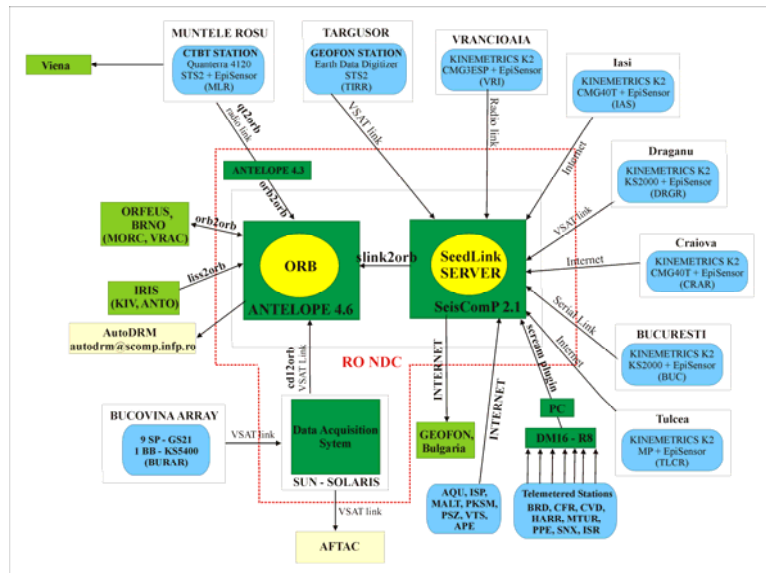 MUNTELE ROSU
CTBT STATION
Quanterra 4120
STS2 + EpiSensor
(MLR)
TARGUSOR
GEOFON STATION
Earth Data Digitizer
STS2
(TIRR)
VRANCIOAIA
KINEMETRICS K2
CMG3ESP + EpiSensor
(VRI)
Iasi
KINEMETRICS K2
CMG40T + EpiSensor
(IAS)
Viena
qt2orb
radio link
VSAT link
Radio link
Internet
Draganu
KINEMETRICS K2
KS2000 + EpiSensor
(DRGR)
VSAT link
ANTELOPE 4.3
orb2orb
ORFEUS,
BRNO
(MORC, VRAC)
orb2orb
ORB
ANTELOPE 4.6
slink2orb
SeedLink
SERVER
SeisComP 2.1
Internet
Craiova
KINEMETRICS K2
CMG40T + EpiSensor
(CRAR)
IRIS
(KIV, ANTO)
liss2orb
AutoDRM
autodrm@scomp.infp.ro
Serial Link
BUCURESTI
KINEMETRICS K2
KS2000 + EpiSensor
(BUC)
Internet
scream plugin
RO NDC
cd12orb
VSAT Link
INTERNET
INTERNET
Tulcea
KINEMETRICS K2
MP + EpiSensor
(TLCR)
PC
DM16 - R8
BUCOVINA ARRAY
9 SP - GS21
1 BB - KS5400
(BURAR)
VSAT link
Data Acquisition
Sytem
SUN - SOLARIS
GEOFON,
Bulgaria
VSAT link
AFTAC
AQU, ISP,
MALT, PKSM,
PSZ, VTS,
APE
Telemetered Stations
BRD, CFR, CVD,
HARR, MTUR,
PPE, SNX, ISR